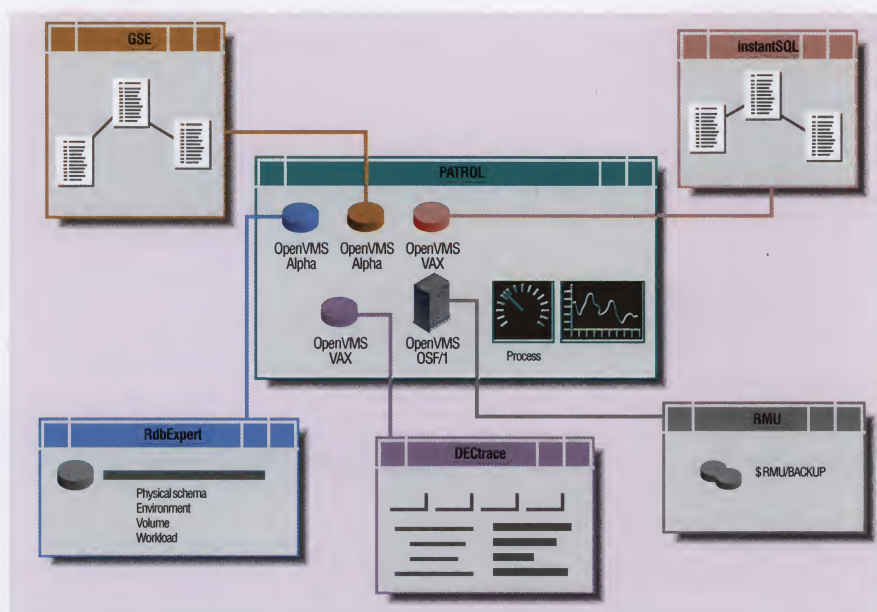 GSE
InstantSQL
PATROL
OpenVMS
Alpha
OpenVMS
Alpha
OpenVMS
VAX
OpenVMS
VAX
OpenVMS
OSF/1
Process
RdbExpert
Physical schema
Environment
Volume
Workload
DECtrace
RMU
$ RMU/BACKUP